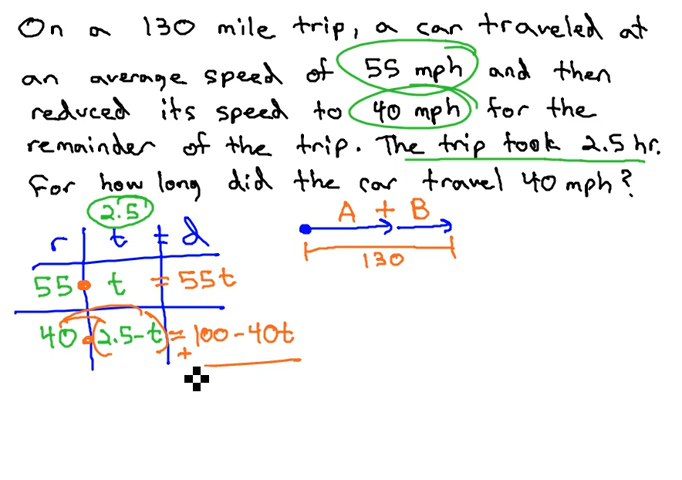 On a 130 mile trip, a car traveled at
an average speed of 55 mph and then
reduced its speed to 40 mph for the
remainder of the trip. The trip took 2.5 hr.
For how long did the car travel 40 mph?
2.5
A + B
r t = d
130
55 • t = 55t
40 • (2.5-t) = 100-40t
+